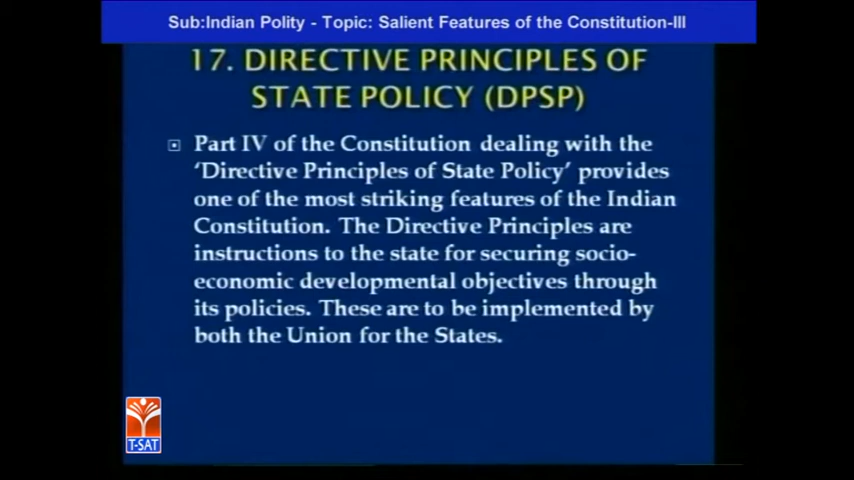 Sub:Indian Polity - Topic: Salient Features of the Constitution-III
17. DIRECTIVE PRINCIPLES OF
STATE POLICY (DPSP)
Part IV of the Constitution dealing with the
‘Directive Principles of State Policy’ provides
one of the most striking features of the Indian
Constitution. The Directive Principles are
instructions to the state for securing socio-
economic developmental objectives through
its policies. These are to be implemented by
both the Union for the States.
T-SAT